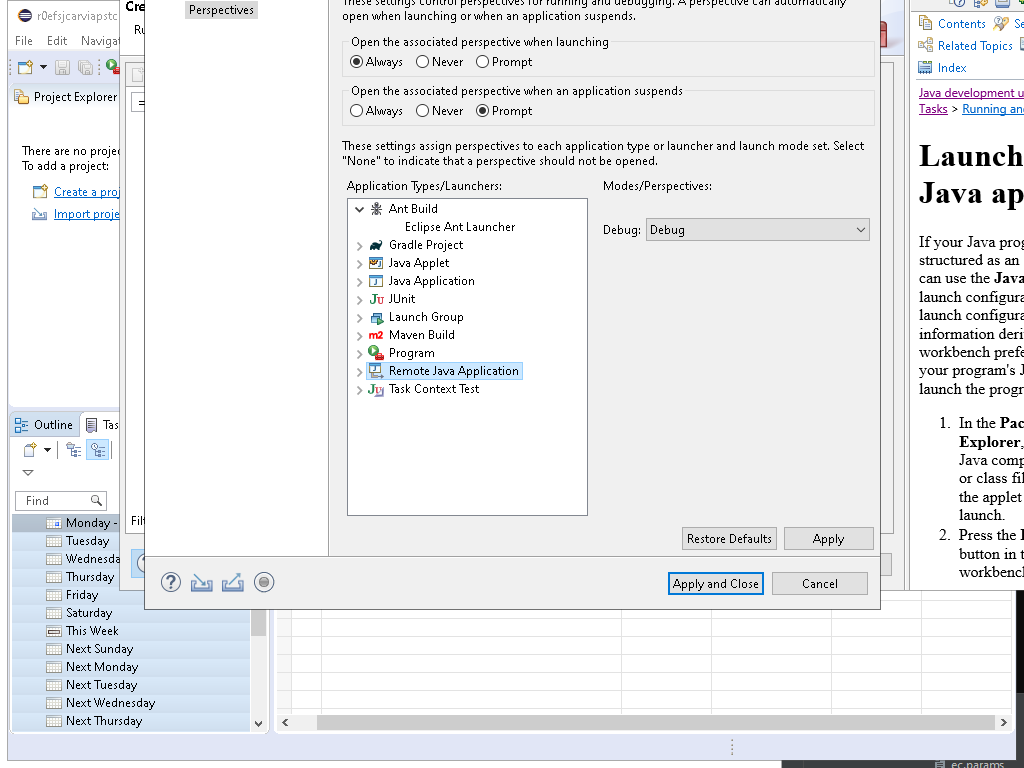 r0efsjcarviapstc
File Edit Navigat
Project Explorer
There are no projec
To add a project:
Create a proj
Import proje
Outline Tas
Find
Monday -
Tuesday
Wednesda
Thursday
Friday
Saturday
This Week
Next Sunday
Next Monday
Next Tuesday
Next Wednesday
Next Thursday
Cre
Ru
Filt
Perspectives
These settings control perspectives for running and debugging. A perspective can automatically
open when launching or when an application suspends.
Open the associated perspective when launching
Always Never Prompt
Open the associated perspective when an application suspends
Always Never Prompt
These settings assign perspectives to each application type or launcher and launch mode set. Select
"None" to indicate that a perspective should not be opened.
Application Types/Launchers: Modes/Perspectives:
Ant Build
Eclipse Ant Launcher
Debug: Debug
Gradle Project
Java Applet
Java Application
JUnit
Launch Group
Maven Build
Program
Remote Java Application
Task Context Test
Restore Defaults Apply
Apply and Close Cancel
Contents Se
Related Topics
Index
Java development u
Tasks > Running and
Launch
Java ap
If your Java prog
structured as an
can use the Java
launch configura
launch configura
information deri
workbench prefe
your program's J
launch the progr
1. In the Pac
Explorer,
Java comp
or class fil
the applet
launch.
2. Press the
button in t
workbencl
ec.params